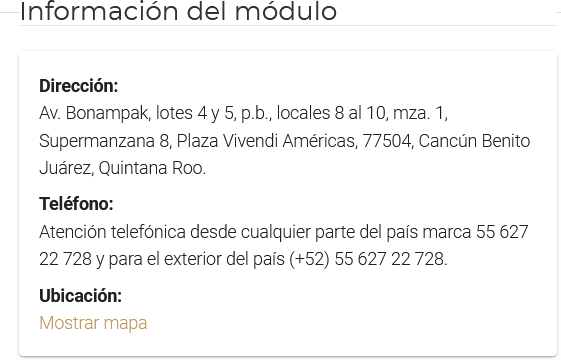 Información del módulo
Dirección:
Av. Bonampak, lotes 4 y 5, p.b., locales 8 al 10, mza. 1,
Supermanzana 8, Plaza Vivendi Américas, 77504, Cancún Benito
Juárez, Quintana Roo.
Teléfono:
Atención telefónica desde cualquier parte del país marca 55 627
22 728 y para el exterior del país (+52) 55 627 22 728.
Ubicación:
Mostrar mapa